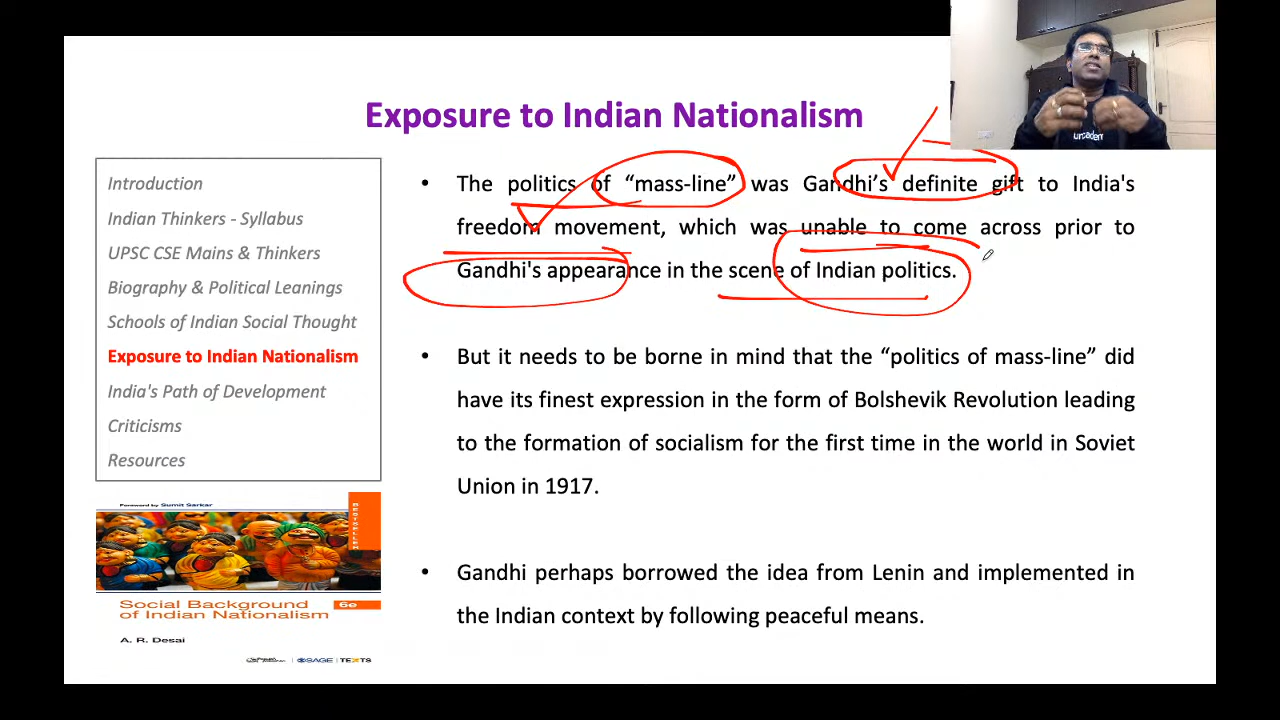 Exposure to Indian Nationalism
Introduction
Indian Thinkers - Syllabus
UPSC CSE Mains & Thinkers
Biography & Political Leanings
Schools of Indian Social Thought
Exposure to Indian Nationalism
India's Path of Development
Criticisms
Resources
• The politics of “mass-line” was Gandhi’s definite gift to India's
freedom movement, which was unable to come across prior to
Gandhi's appearance in the scene of Indian politics.
• But it needs to be borne in mind that the “politics of mass-line” did
have its finest expression in the form of Bolshevik Revolution leading
to the formation of socialism for the first time in the world in Soviet
Union in 1917.
• Gandhi perhaps borrowed the idea from Lenin and implemented in
the Indian context by following peaceful means.
Foreword by Sumit Sarkar
Social Background
of Indian Nationalism
6e
A. R. Desai
SAGE | TEXTS